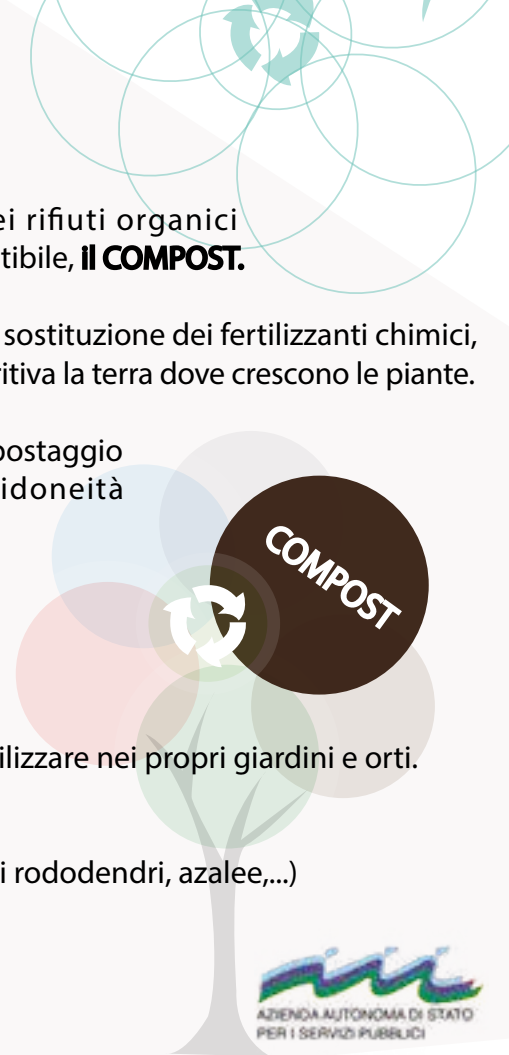 ei rifiuti organici
tibile, il COMPOST.
sostituzione dei fertilizzanti chimici,
ritiva la terra dove crescono le piante.
postaggio
idoneità
COMPOST
ilizzare nei propri giardini e orti.
i rododendri, azalee,...)
AZIENDA AUTONOMA DI STATO
PER I SERVIZI PUBBLICI